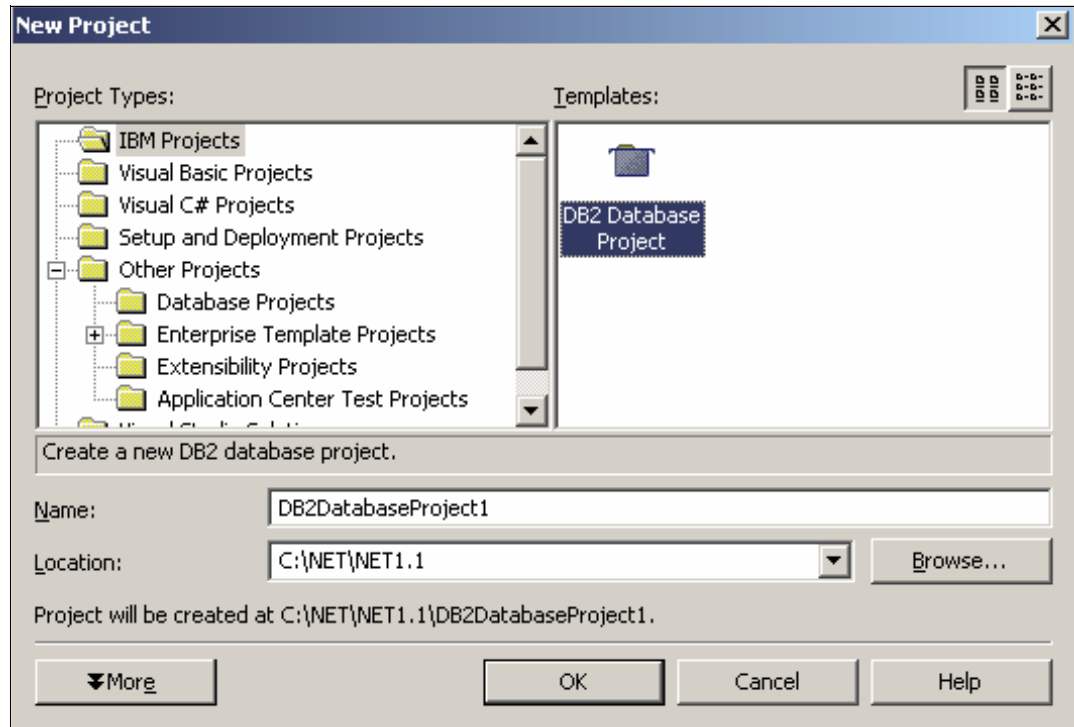 New Project
Project Types:
Templates:
IBM Projects
Visual Basic Projects
Visual C# Projects
Setup and Deployment Projects
Other Projects
Database Projects
Enterprise Template Projects
Extensibility Projects
Application Center Test Projects
DB2 Database
Project
Create a new DB2 database project.
Name:
DB2DatabaseProject1
Location:
C:\NET\NET1.1
Browse...
Project will be created at C:\NET\NET1.1\DB2DatabaseProject1.
More
OK
Cancel
Help